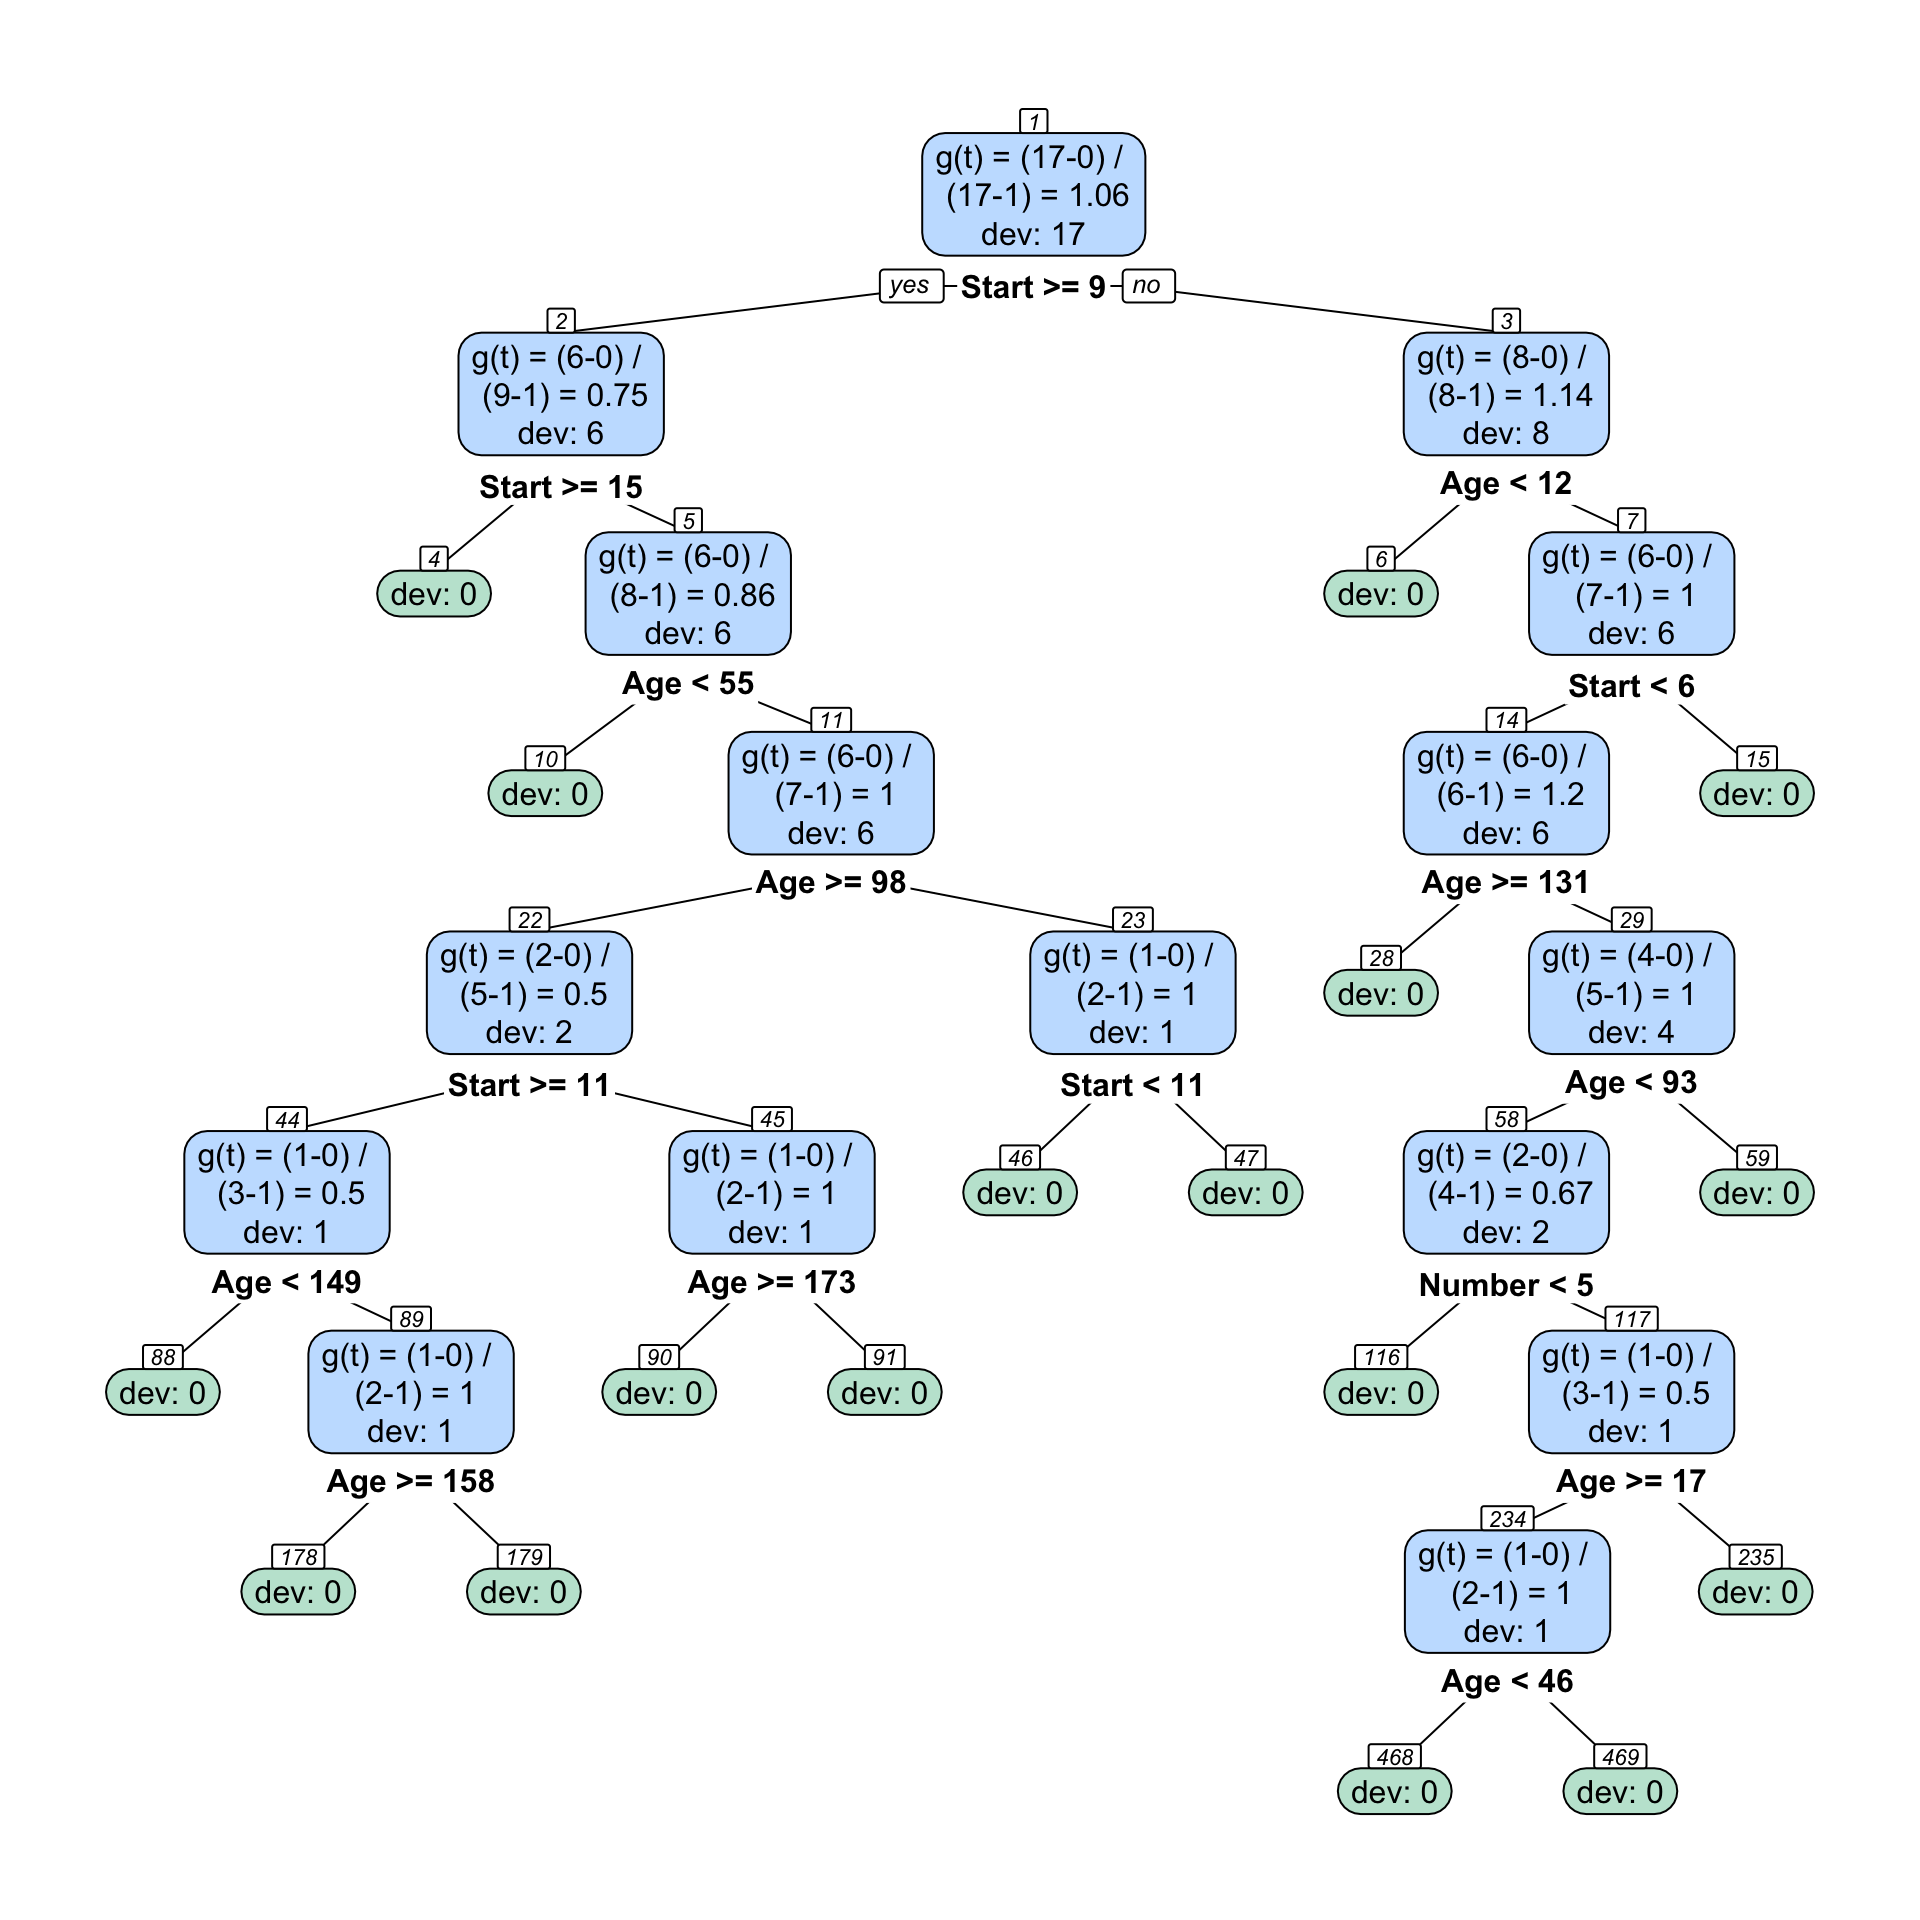 1
g(t) = (17-0) /
(17-1) = 1.06
dev: 17
yes Start >= 9 no
2
g(t) = (6-0) /
(9-1) = 0.75
dev: 6
Start >= 15
3
g(t) = (8-0) /
(8-1) = 1.14
dev: 8
Age < 12
4
dev: 0
5
g(t) = (6-0) /
(8-1) = 0.86
dev: 6
Age < 55
6
dev: 0
7
g(t) = (6-0) /
(7-1) = 1
dev: 6
Start < 6
10
dev: 0
11
g(t) = (6-0) /
(7-1) = 1
dev: 6
Age >= 98
14
g(t) = (6-0) /
(6-1) = 1.2
dev: 6
Age >= 131
15
dev: 0
22
g(t) = (2-0) /
(5-1) = 0.5
dev: 2
Start >= 11
23
g(t) = (1-0) /
(2-1) = 1
dev: 1
Start < 11
28
dev: 0
29
g(t) = (4-0) /
(5-1) = 1
dev: 4
Age < 93
44
g(t) = (1-0) /
(3-1) = 0.5
dev: 1
Age < 149
45
g(t) = (1-0) /
(2-1) = 1
dev: 1
Age >= 173
46
dev: 0
47
dev: 0
58
g(t) = (2-0) /
(4-1) = 0.67
dev: 2
Number < 5
59
dev: 0
88
dev: 0
89
g(t) = (1-0) /
(2-1) = 1
dev: 1
Age >= 158
90
dev: 0
91
dev: 0
116
dev: 0
117
g(t) = (1-0) /
(3-1) = 0.5
dev: 1
Age >= 17
178
dev: 0
179
dev: 0
234
g(t) = (1-0) /
(2-1) = 1
dev: 1
Age < 46
235
dev: 0
468
dev: 0
469
dev: 0